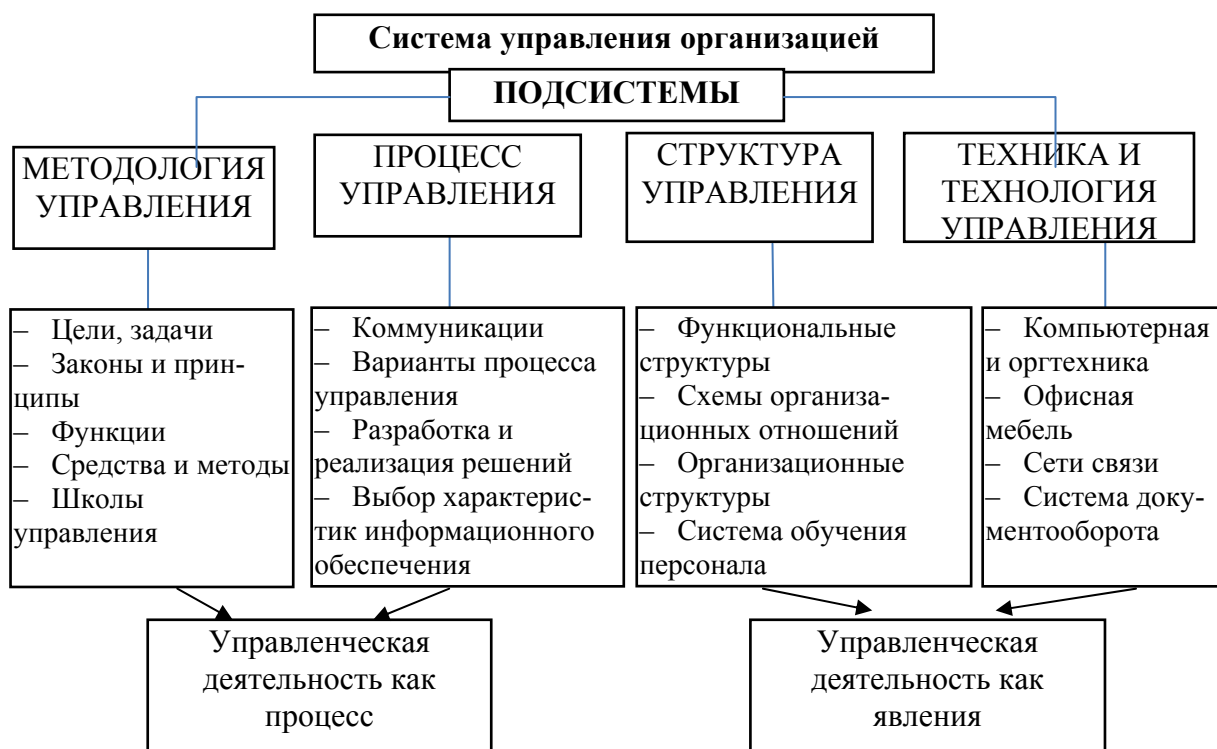 Система управления организацией
ПОДСИСТЕМЫ
МЕТОДОЛОГИЯ
УПРАВЛЕНИЯ
ПРОЦЕСС
УПРАВЛЕНИЯ
СТРУКТУРА
УПРАВЛЕНИЯ
ТЕХНИКА И
ТЕХНОЛОГИЯ
УПРАВЛЕНИЯ
– Цели, задачи
– Законы и прин-
ципы
– Функции
– Средства и методы
– Школы
управления
– Коммуникации
– Варианты процесса
управления
– Разработка и
реализация решений
– Выбор характерис-
тик информационного
обеспечения
– Функциональные
структуры
– Схемы организа-
ционных отношений
– Организационные
структуры
– Система обучения
персонала
– Компьютерная
и оргтехника
– Офисная
мебель
– Сети связи
– Система доку-
ментооборота
Управленческая
деятельность как
процесс
Управленческая
деятельность как
явления